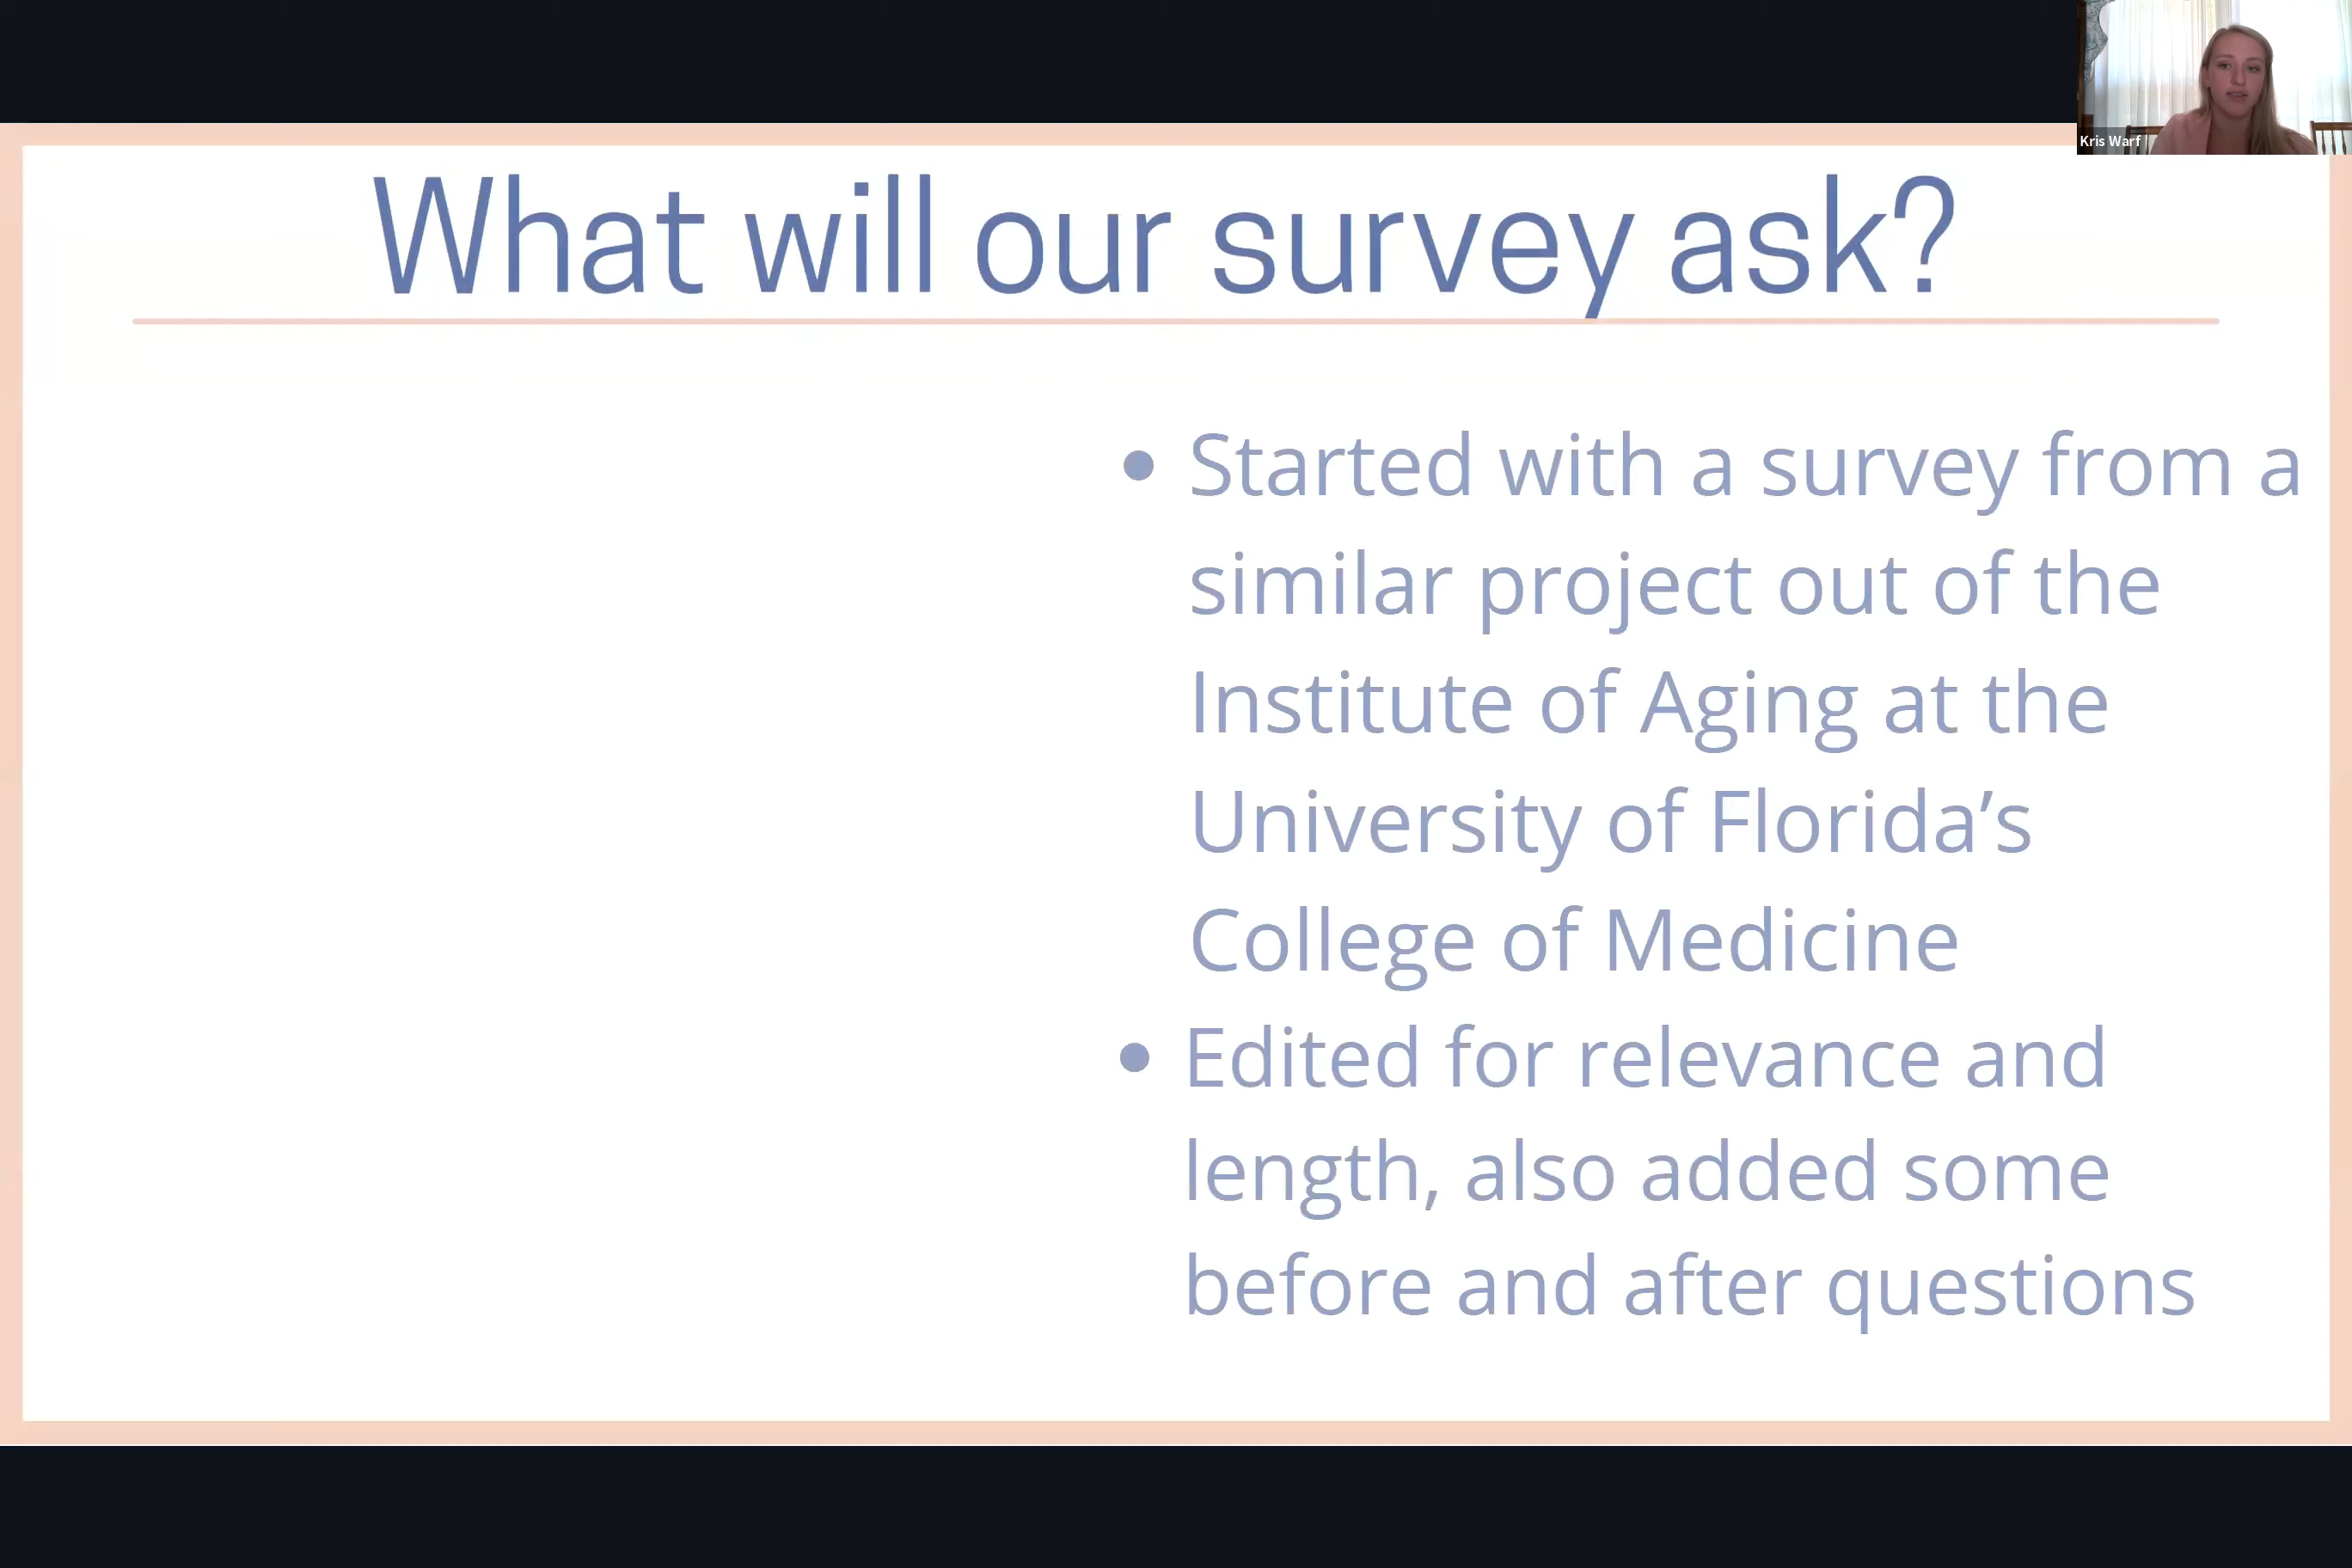 Kris Warf
What will our survey ask?
• Started with a survey from a
similar project out of the
Institute of Aging at the
University of Florida’s
College of Medicine
• Edited for relevance and
length, also added some
before and after questions